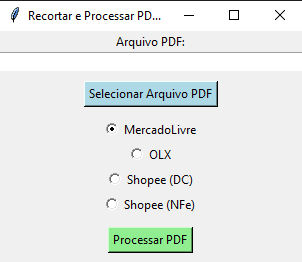 Recortar e Processar PD...
Arquivo PDF:
Selecionar Arquivo PDF
MercadoLivre
OLX
Shopee (DC)
Shopee (NFe)
Processar PDF